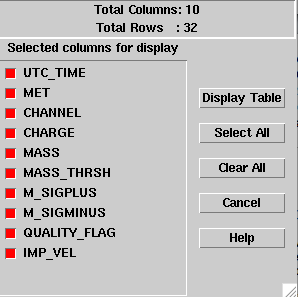 Total Columns: 10
Total Rows : 32
Selected columns for display
UTC_TIME
MET
CHANNEL
CHARGE
MASS
MASS_THRSH
M_SIGPLUS
M_SIGMINUS
QUALITY_FLAG
IMP_VEL
Display Table
Select All
Clear All
Cancel
Help